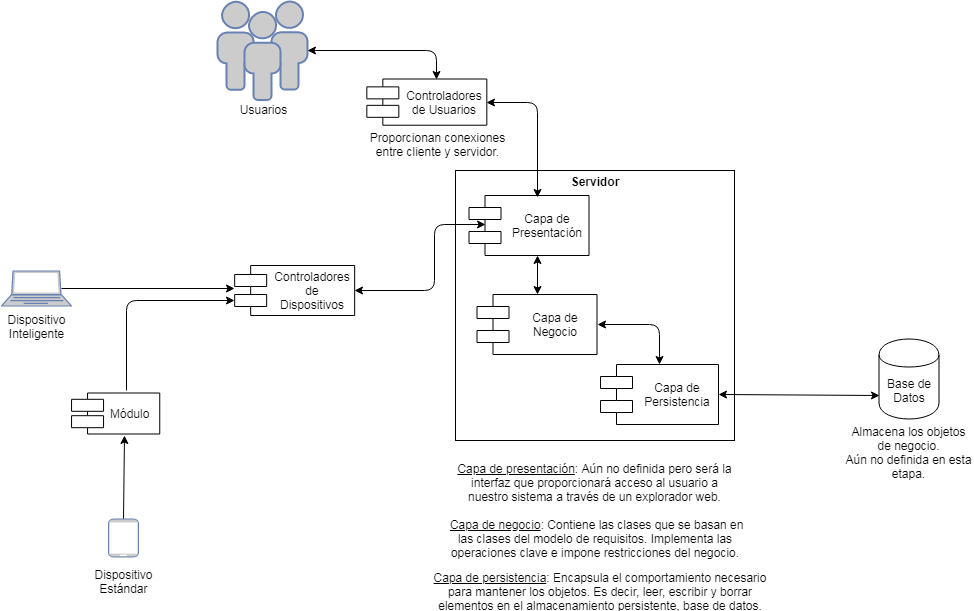 Usuarios
Controladores
de Usuarios
Proporcionan conexiones
entre cliente y servidor.
Servidor
Capa de
Presentación
Controladores
de
Dispositivos
Dispositivo
Inteligente
Capa de
Negocio
Capa de
Persistencia
Base de
Datos
Módulo
Almacena los objetos
de negocio.
Aún no definida en esta
etapa.
Dispositivo
Estándar
Capa de presentación: Aún no definida pero será la
interfaz que proporcionará acceso al usuario a
nuestro sistema a través de un explorador web.
Capa de negocio: Contiene las clases que se basan en
las clases del modelo de requisitos. Implementa las
operaciones clave e impone restricciones del negocio.
Capa de persistencia: Encapsula el comportamiento necesario
para mantener los objetos. Es decir, leer, escribir y borrar
elementos en el almacenamiento persistente, base de datos.